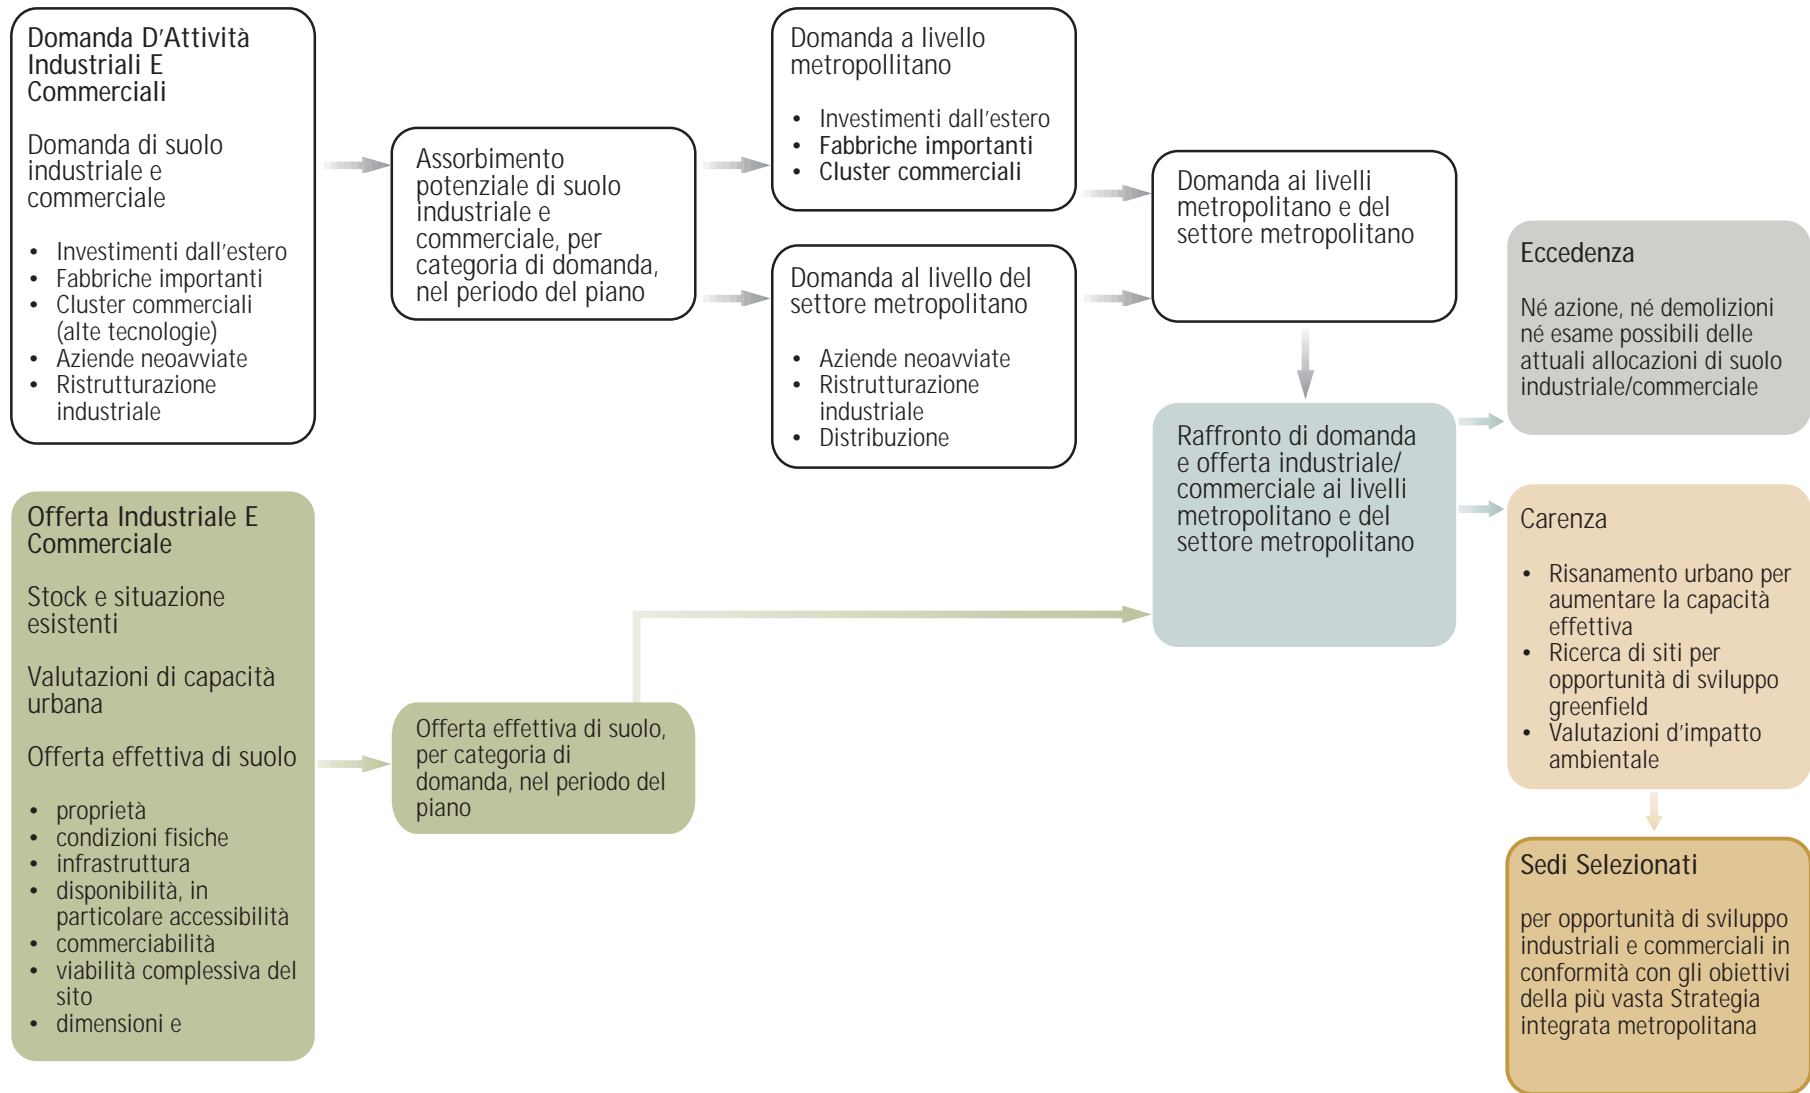 Domanda D'Attività
Industriali E
Commerciali
Domanda di suolo
industriale e
commerciale
• Investimenti dall'estero
• Fabbriche importanti
• Cluster commerciali
(alte tecnologie)
• Aziende neoavviate
• Ristrutturazione
industriale
Assorbimento
potenziale di suolo
industriale e
commerciale, per
categoria di domanda,
nel periodo del piano
Domanda a livello
metropollitano
• Investimenti dall'estero
• Fabbriche importanti
• Cluster commerciali
Domanda al livello del
settore metropolitano
• Aziende neoavviate
• Ristrutturazione
industriale
• Distribuzione
Domanda ai livelli
metropolitano e del
settore metropolitano
Raffronto di domanda
e offerta industriale/
commerciale ai livelli
metropolitano e del
settore metropolitano
Eccedenza
Né azione, né demolizioni
né esame possibili delle
attuali allocazioni di suolo
industriale/commerciale
Carenza
• Risanamento urbano per
aumentare la capacità
effettiva
• Ricerca di siti per
opportunità di sviluppo
greenfield
• Valutazioni d'impatto
ambientale
Sedi Selezionati
per opportunità di sviluppo
industriali e commerciali in
conformità con gli obiettivi
della più vasta Strategia
integrata metropolitana
Offerta Industriale E
Commerciale
Stock e situazione
esistenti
Valutazioni di capacità
urbana
Offerta effettiva di suolo
• proprietà
• condizioni fisiche
• infrastruttura
• disponibilità, in
particolare accessibilità
• commerciabilità
• viabilità complessiva del
sito
• dimensioni e
Offerta effettiva di suolo,
per categoria di
domanda, nel periodo del
piano